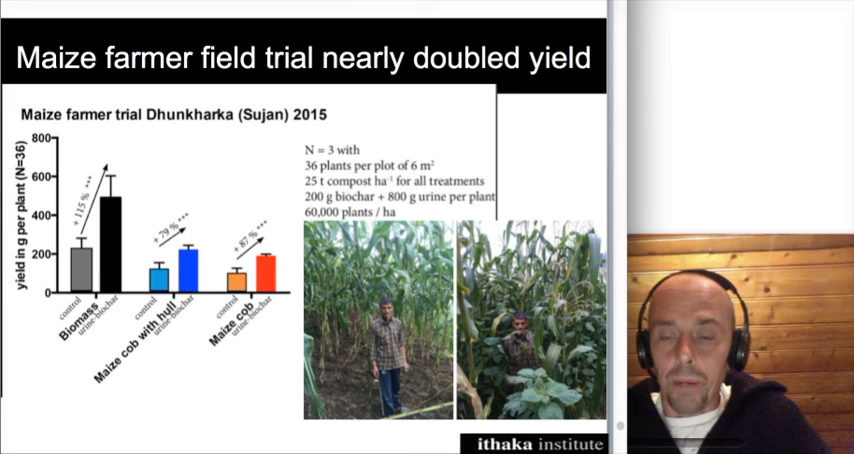 Maize farmer field trial nearly doubled yield
Maize farmer trial Dhunkharka (Sujan) 2015
yield in g per plant (N=36)
800
600
400
200
0
+ 115 % ***
+ 79 % ***
+ 87 % ***
control
urine-biochar
Biomass
control
urine-biochar
Maize cob with hull
control
urine-biochar
Maize cob
N = 3 with
36 plants per plot of 6 m²
25 t compost ha⁻¹ for all treatments
200 g biochar + 800 g urine per plant
60,000 plants / ha
ithaka institute